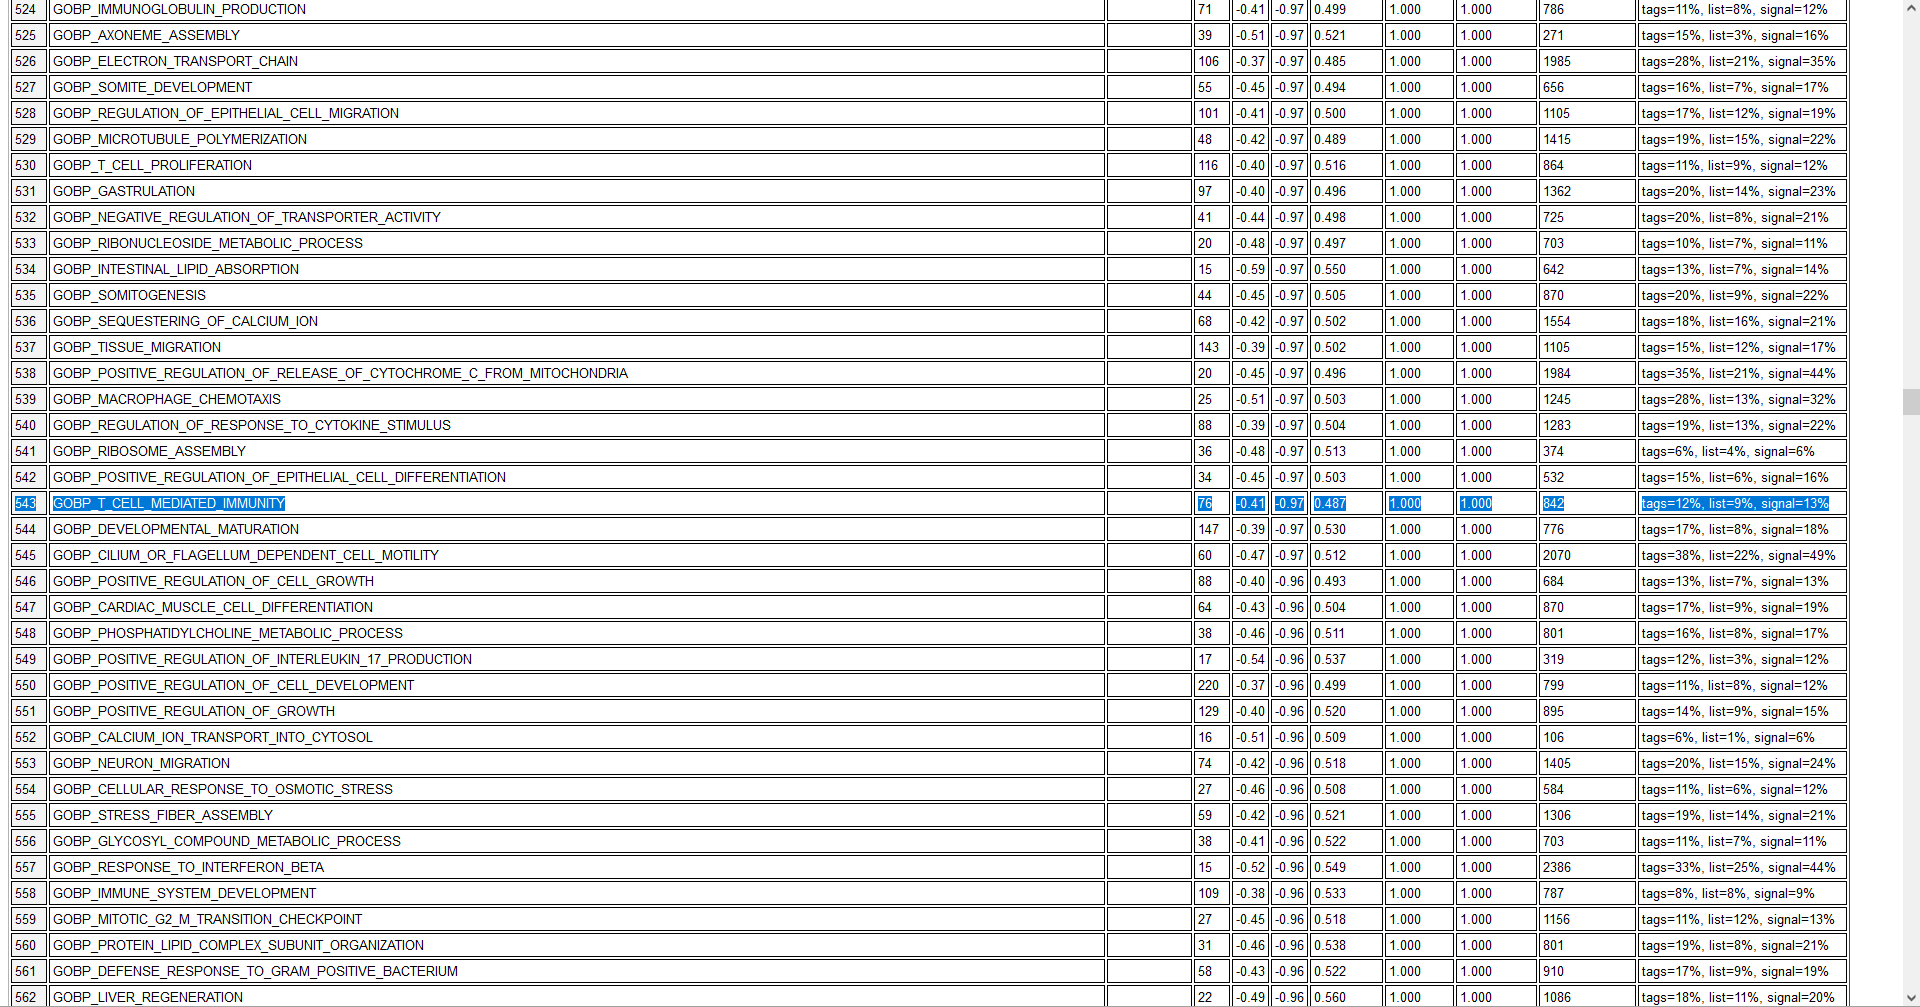 524 GOBP_IMMUNOGLOBULIN_PRODUCTION 71 -0.41 -0.97 0.499 1.000 1.000 786 tags=11%, list=8%, signal=12%
525 GOBP_AXONEME_ASSEMBLY 39 -0.51 -0.97 0.521 1.000 1.000 271 tags=15%, list=3%, signal=16%
526 GOBP_ELECTRON_TRANSPORT_CHAIN 106 -0.37 -0.97 0.485 1.000 1.000 1985 tags=28%, list=21%, signal=35%
527 GOBP_SOMITE_DEVELOPMENT 55 -0.45 -0.97 0.494 1.000 1.000 656 tags=16%, list=7%, signal=17%
528 GOBP_REGULATION_OF_EPITHELIAL_CELL_MIGRATION 101 -0.41 -0.97 0.500 1.000 1.000 1105 tags=17%, list=12%, signal=19%
529 GOBP_MICROTUBULE_POLYMERIZATION 48 -0.42 -0.97 0.489 1.000 1.000 1415 tags=19%, list=15%, signal=22%
530 GOBP_T_CELL_PROLIFERATION 116 -0.40 -0.97 0.516 1.000 1.000 864 tags=11%, list=9%, signal=12%
531 GOBP_GASTRULATION 97 -0.40 -0.97 0.496 1.000 1.000 1362 tags=20%, list=14%, signal=23%
532 GOBP_NEGATIVE_REGULATION_OF_TRANSPORTER_ACTIVITY 41 -0.44 -0.97 0.498 1.000 1.000 725 tags=20%, list=8%, signal=21%
533 GOBP_RIBONUCLEOSIDE_METABOLIC_PROCESS 20 -0.48 -0.97 0.497 1.000 1.000 703 tags=10%, list=7%, signal=11%
534 GOBP_INTESTINAL_LIPID_ABSORPTION 15 -0.59 -0.97 0.550 1.000 1.000 642 tags=13%, list=7%, signal=14%
535 GOBP_SOMITOGENESIS 44 -0.45 -0.97 0.505 1.000 1.000 870 tags=20%, list=9%, signal=22%
536 GOBP_SEQUESTERING_OF_CALCIUM_ION 68 -0.42 -0.97 0.502 1.000 1.000 1554 tags=18%, list=16%, signal=21%
537 GOBP_TISSUE_MIGRATION 143 -0.39 -0.97 0.502 1.000 1.000 1105 tags=15%, list=12%, signal=17%
538 GOBP_POSITIVE_REGULATION_OF_RELEASE_OF_CYTOCHROME_C_FROM_MITOCHONDRIA 20 -0.45 -0.97 0.496 1.000 1.000 1984 tags=35%, list=21%, signal=44%
539 GOBP_MACROPHAGE_CHEMOTAXIS 25 -0.51 -0.97 0.503 1.000 1.000 1245 tags=28%, list=13%, signal=32%
540 GOBP_REGULATION_OF_RESPONSE_TO_CYTOKINE_STIMULUS 88 -0.39 -0.97 0.504 1.000 1.000 1283 tags=19%, list=13%, signal=22%
541 GOBP_RIBOSOME_ASSEMBLY 36 -0.48 -0.97 0.513 1.000 1.000 374 tags=6%, list=4%, signal=6%
542 GOBP_POSITIVE_REGULATION_OF_EPITHELIAL_CELL_DIFFERENTIATION 34 -0.45 -0.97 0.503 1.000 1.000 532 tags=15%, list=6%, signal=16%
543 GOBP_T_CELL_MEDIATED_IMMUNITY 76 -0.41 -0.97 0.487 1.000 1.000 842 tags=12%, list=9%, signal=13%
544 GOBP_DEVELOPMENTAL_MATURATION 147 -0.39 -0.97 0.530 1.000 1.000 776 tags=17%, list=8%, signal=18%
545 GOBP_CILIUM_OR_FLAGELLUM_DEPENDENT_CELL_MOTILITY 60 -0.47 -0.97 0.512 1.000 1.000 2070 tags=38%, list=22%, signal=49%
546 GOBP_POSITIVE_REGULATION_OF_CELL_GROWTH 88 -0.40 -0.96 0.493 1.000 1.000 684 tags=13%, list=7%, signal=13%
547 GOBP_CARDIAC_MUSCLE_CELL_DIFFERENTIATION 64 -0.43 -0.96 0.504 1.000 1.000 870 tags=17%, list=9%, signal=19%
548 GOBP_PHOSPHATIDYLCHOLINE_METABOLIC_PROCESS 38 -0.46 -0.96 0.511 1.000 1.000 801 tags=16%, list=8%, signal=17%
549 GOBP_POSITIVE_REGULATION_OF_INTERLEUKIN_17_PRODUCTION 17 -0.54 -0.96 0.537 1.000 1.000 319 tags=12%, list=3%, signal=12%
550 GOBP_POSITIVE_REGULATION_OF_CELL_DEVELOPMENT 220 -0.37 -0.96 0.499 1.000 1.000 799 tags=11%, list=8%, signal=12%
551 GOBP_POSITIVE_REGULATION_OF_GROWTH 129 -0.40 -0.96 0.520 1.000 1.000 895 tags=14%, list=9%, signal=15%
552 GOBP_CALCIUM_ION_TRANSPORT_INTO_CYTOSOL 16 -0.51 -0.96 0.509 1.000 1.000 106 tags=6%, list=1%, signal=6%
553 GOBP_NEURON_MIGRATION 74 -0.42 -0.96 0.518 1.000 1.000 1405 tags=20%, list=15%, signal=24%
554 GOBP_CELLULAR_RESPONSE_TO_OSMOTIC_STRESS 27 -0.46 -0.96 0.508 1.000 1.000 584 tags=11%, list=6%, signal=12%
555 GOBP_STRESS_FIBER_ASSEMBLY 59 -0.42 -0.96 0.521 1.000 1.000 1306 tags=19%, list=14%, signal=21%
556 GOBP_GLYCOSYL_COMPOUND_METABOLIC_PROCESS 38 -0.41 -0.96 0.522 1.000 1.000 703 tags=11%, list=7%, signal=11%
557 GOBP_RESPONSE_TO_INTERFERON_BETA 15 -0.52 -0.96 0.549 1.000 1.000 2386 tags=33%, list=25%, signal=44%
558 GOBP_IMMUNE_SYSTEM_DEVELOPMENT 109 -0.38 -0.96 0.533 1.000 1.000 787 tags=8%, list=8%, signal=9%
559 GOBP_MITOTIC_G2_M_TRANSITION_CHECKPOINT 27 -0.45 -0.96 0.518 1.000 1.000 1156 tags=11%, list=12%, signal=13%
560 GOBP_PROTEIN_LIPID_COMPLEX_SUBUNIT_ORGANIZATION 31 -0.46 -0.96 0.538 1.000 1.000 801 tags=19%, list=8%, signal=21%
561 GOBP_DEFENSE_RESPONSE_TO_GRAM_POSITIVE_BACTERIUM 58 -0.43 -0.96 0.522 1.000 1.000 910 tags=17%, list=9%, signal=19%
562 GOBP_LIVER_REGENERATION 22 -0.49 -0.96 0.560 1.000 1.000 1086 tags=18%, list=11%, signal=20%